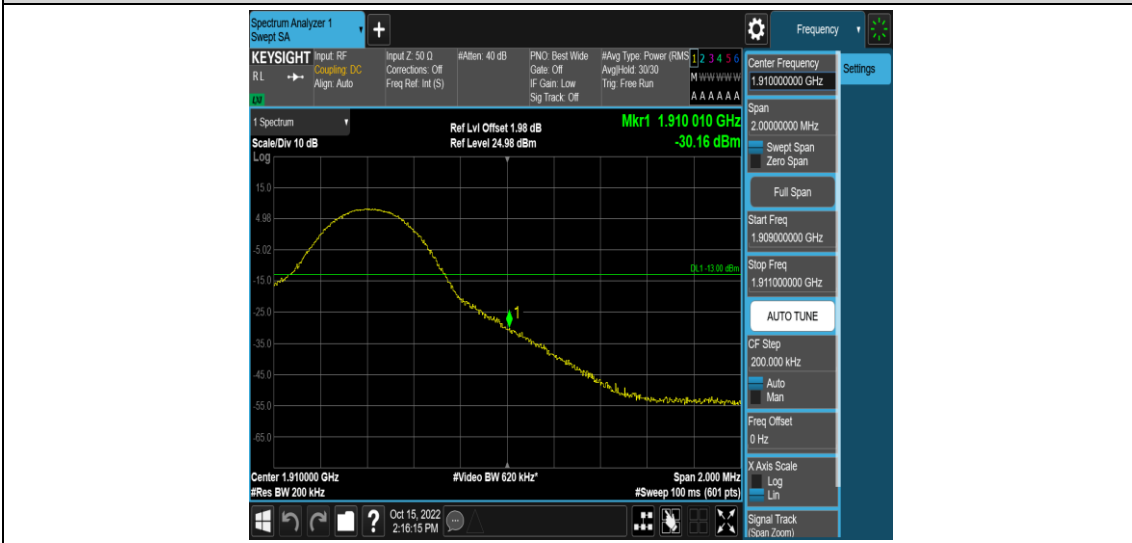 Spectrum Analyzer 1
Swept SA
+
Frequency
KEYSIGHT
RL
LXI
Input: RF
Coupling: DC
Align: Auto
Input Z: 50 Ω
Corrections: Off
Freq Ref: Int (S)
#Atten: 40 dB
PNO: Best Wide
Gate: Off
IF Gain: Low
Sig Track: Off
#Avg Type: Power (RMS
Avg|Hold: 30/30
Trig: Free Run
1 2 3 4 5 6
M W W W W W
A A A A A A
1 Spectrum
Scale/Div 10 dB
Log
Ref Lvl Offset 1.98 dB
Ref Level 24.98 dBm
Mkr1 1.910 010 GHz
-30.16 dBm
15.0
4.98
-5.02
-15.0
-25.0
-35.0
-45.0
-55.0
-65.0
DL1 -13.00 dBm
1
Center 1.910000 GHz
#Res BW 200 kHz
#Video BW 620 kHz*
Span 2.000 MHz
#Sweep 100 ms (601 pts)
Center Frequency
1.910000000 GHz
Span
2.00000000 MHz
Swept Span
Zero Span
Full Span
Start Freq
1.909000000 GHz
Stop Freq
1.911000000 GHz
AUTO TUNE
CF Step
200.000 kHz
Auto
Man
Freq Offset
0 Hz
X Axis Scale
Log
Lin
Signal Track
(Span Zoom)
Settings
?
Oct 15, 2022
2:16:15 PM